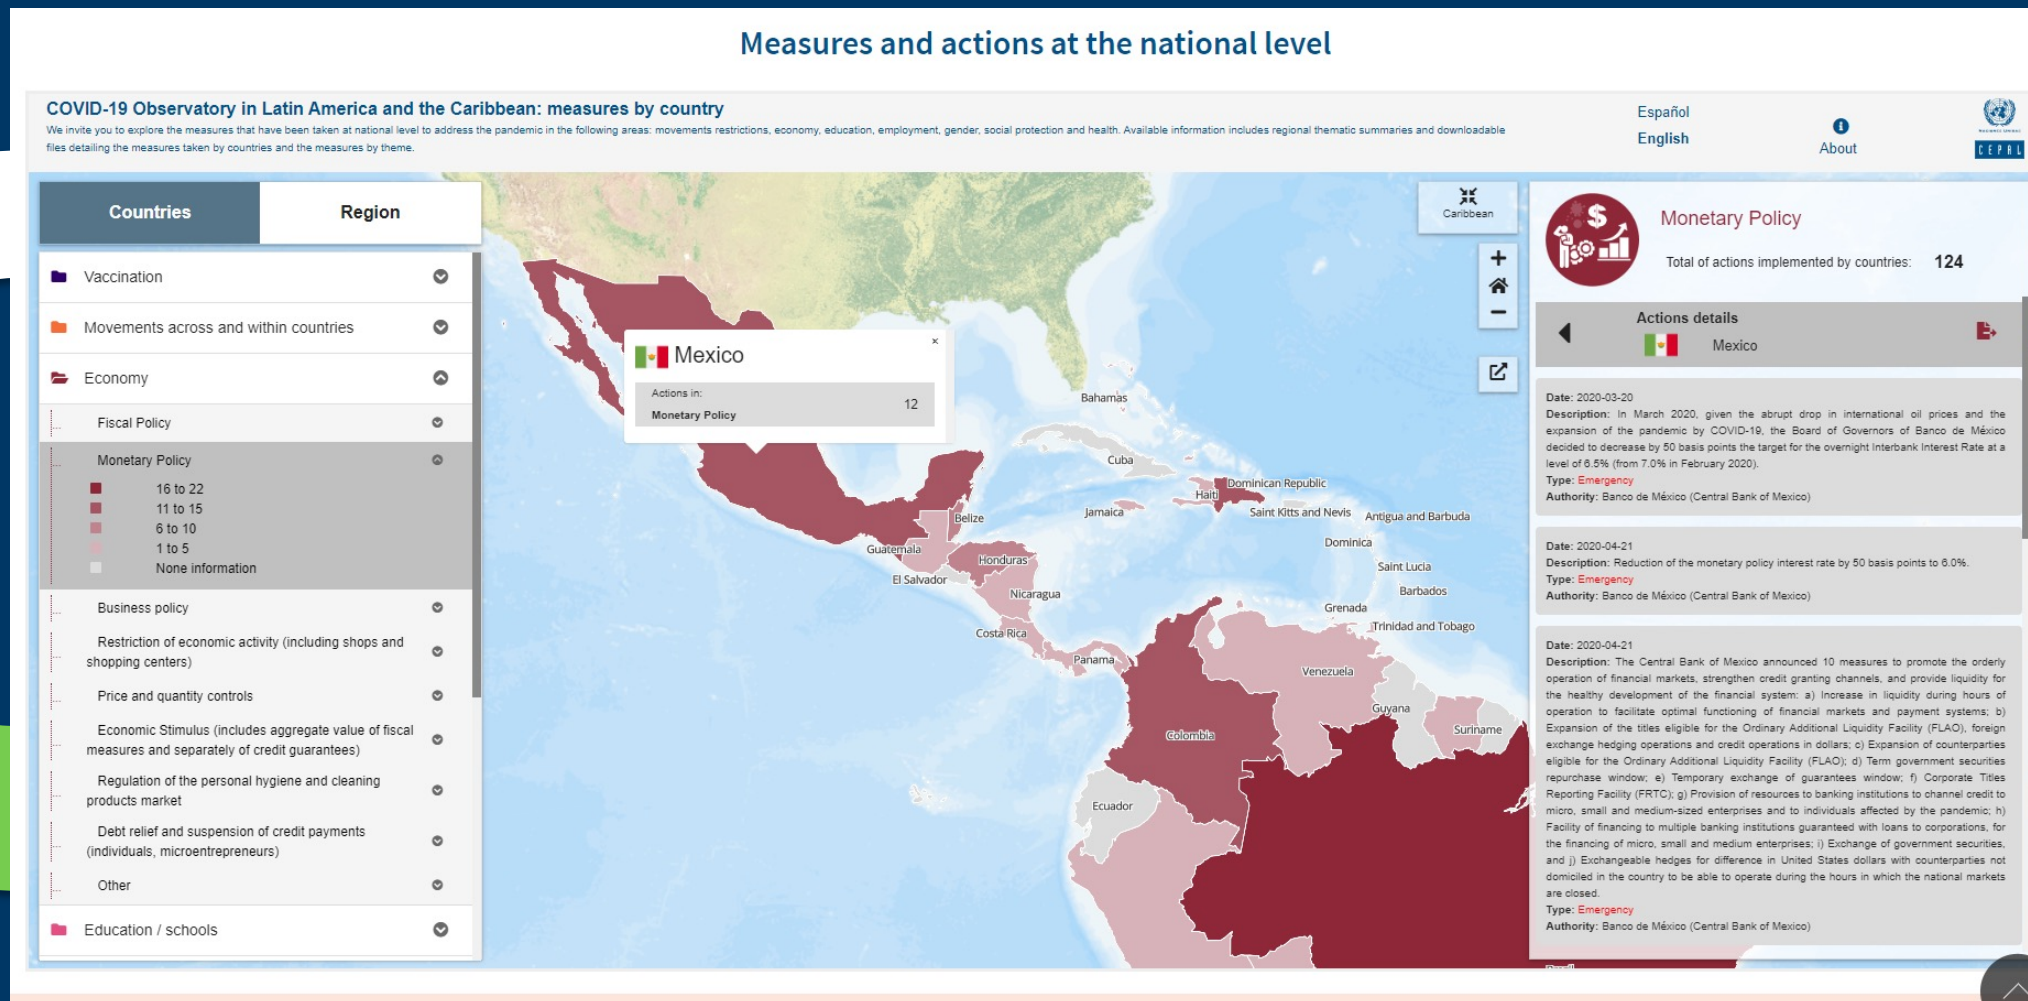 Measures and actions at the national level
COVID-19 Observatory in Latin America and the Caribbean: measures by country
We invite you to explore the measures that have been taken at national level to address the pandemic in the following areas: movements restrictions, economy, education, employment, gender, social protection and health. Available information includes regional thematic summaries and downloadable
files detailing the measures taken by countries and the measures by theme.
Español
English
About
CEPAL
Countries
Region
Vaccination
Movements across and within countries
Economy
Fiscal Policy
Monetary Policy
16 to 22
11 to 15
6 to 10
1 to 5
None information
Business policy
Restriction of economic activity (including shops and
shopping centers)
Price and quantity controls
Economic Stimulus (includes aggregate value of fiscal
measures and separately of credit guarantees)
Regulation of the personal hygiene and cleaning
products market
Debt relief and suspension of credit payments
(individuals, microentrepreneurs)
Other
Education / schools
Mexico
×
Actions in:
Monetary Policy
12
Bahamas
Cuba
Dominican Republic
Haiti
Jamaica
Saint Kitts and Nevis
Antigua and Barbuda
Belize
Guatemala
Honduras
El Salvador
Nicaragua
Costa Rica
Panama
Dominica
Saint Lucia
Barbados
Grenada
Trinidad and Tobago
Venezuela
Guyana
Suriname
Colombia
Ecuador
Caribbean
+
−
Monetary Policy
Total of actions implemented by countries: 124
Actions details
Mexico
Date: 2020-03-20
Description: In March 2020, given the abrupt drop in international oil prices and the
expansion of the pandemic by COVID-19, the Board of Governors of Banco de México
decided to decrease by 50 basis points the target for the overnight Interbank Interest Rate at a
level of 6.5% (from 7.0% in February 2020).
Type: Emergency
Authority: Banco de México (Central Bank of Mexico)
Date: 2020-04-21
Description: Reduction of the monetary policy interest rate by 50 basis points to 6.0%.
Type: Emergency
Authority: Banco de México (Central Bank of Mexico)
Date: 2020-04-21
Description: The Central Bank of Mexico announced 10 measures to promote the orderly
operation of financial markets, strengthen credit granting channels, and provide liquidity for
the healthy development of the financial system: a) Increase in liquidity during hours of
operation to facilitate optimal functioning of financial markets and payment systems; b)
Expansion of the titles eligible for the Ordinary Additional Liquidity Facility (FLAO), foreign
exchange hedging operations and credit operations in dollars; c) Expansion of counterparties
eligible for the Ordinary Additional Liquidity Facility (FLAO); d) Term government securities
repurchase window; e) Temporary exchange of guarantees window; f) Corporate Titles
Reporting Facility (FRTC); g) Provision of resources to banking institutions to channel credit to
micro, small and medium-sized enterprises and to individuals affected by the pandemic; h)
Facility of financing to multiple banking institutions guaranteed with loans to corporations, for
the financing of micro, small and medium enterprises; i) Exchange of government securities,
and j) Exchangeable hedges for difference in United States dollars with counterparties not
domiciled in the country to be able to operate during the hours in which the national markets
are closed.
Type: Emergency
Authority: Banco de México (Central Bank of Mexico)